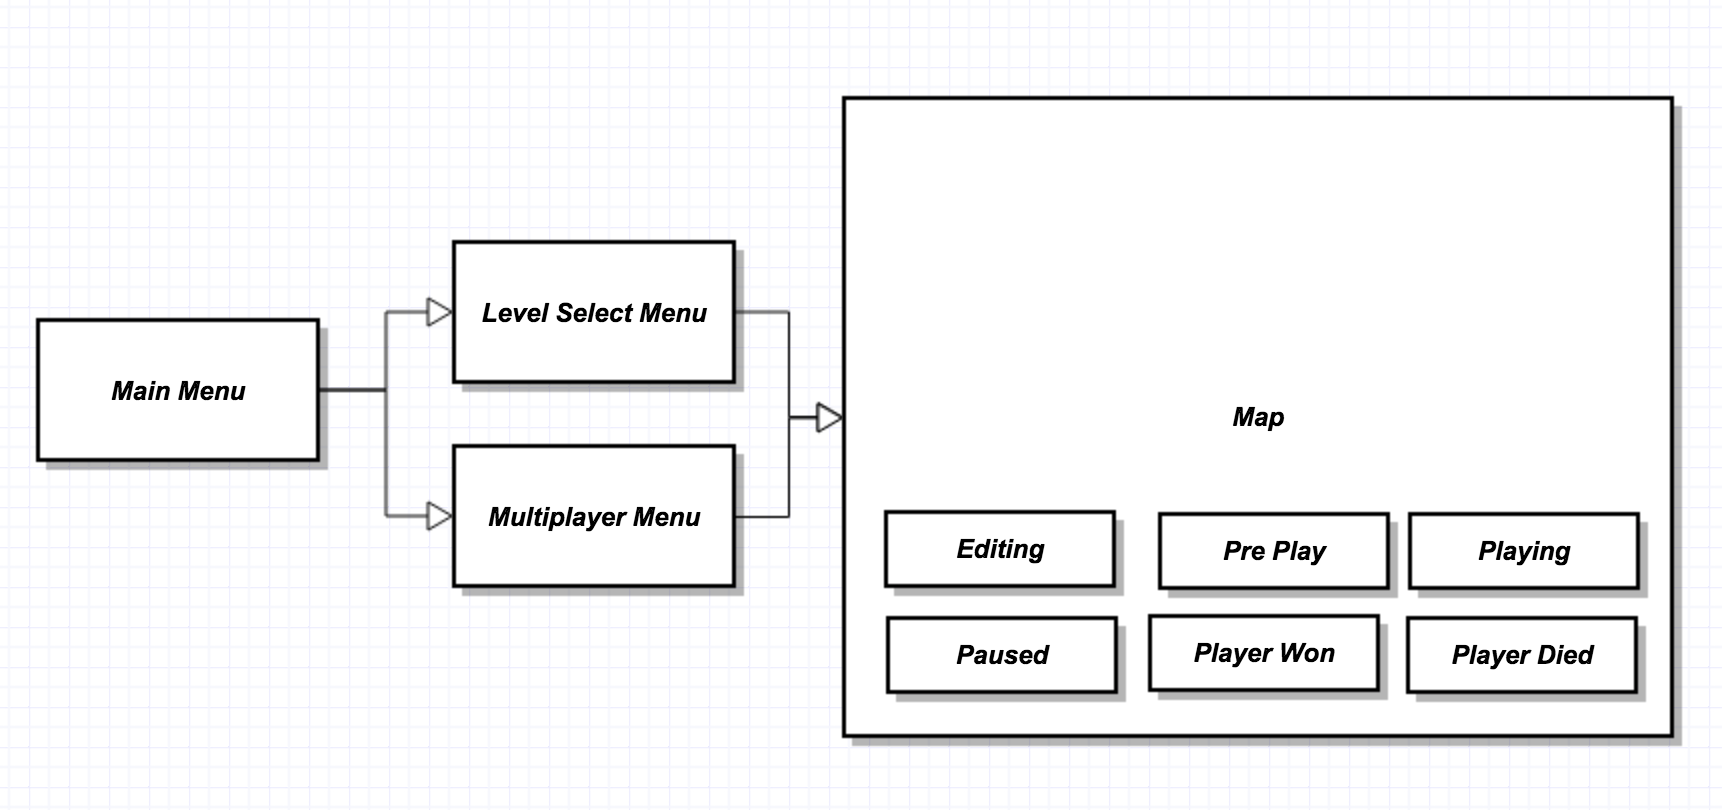 Main Menu
Level Select Menu
Multiplayer Menu
Map
Editing
Pre Play
Playing
Paused
Player Won
Player Died